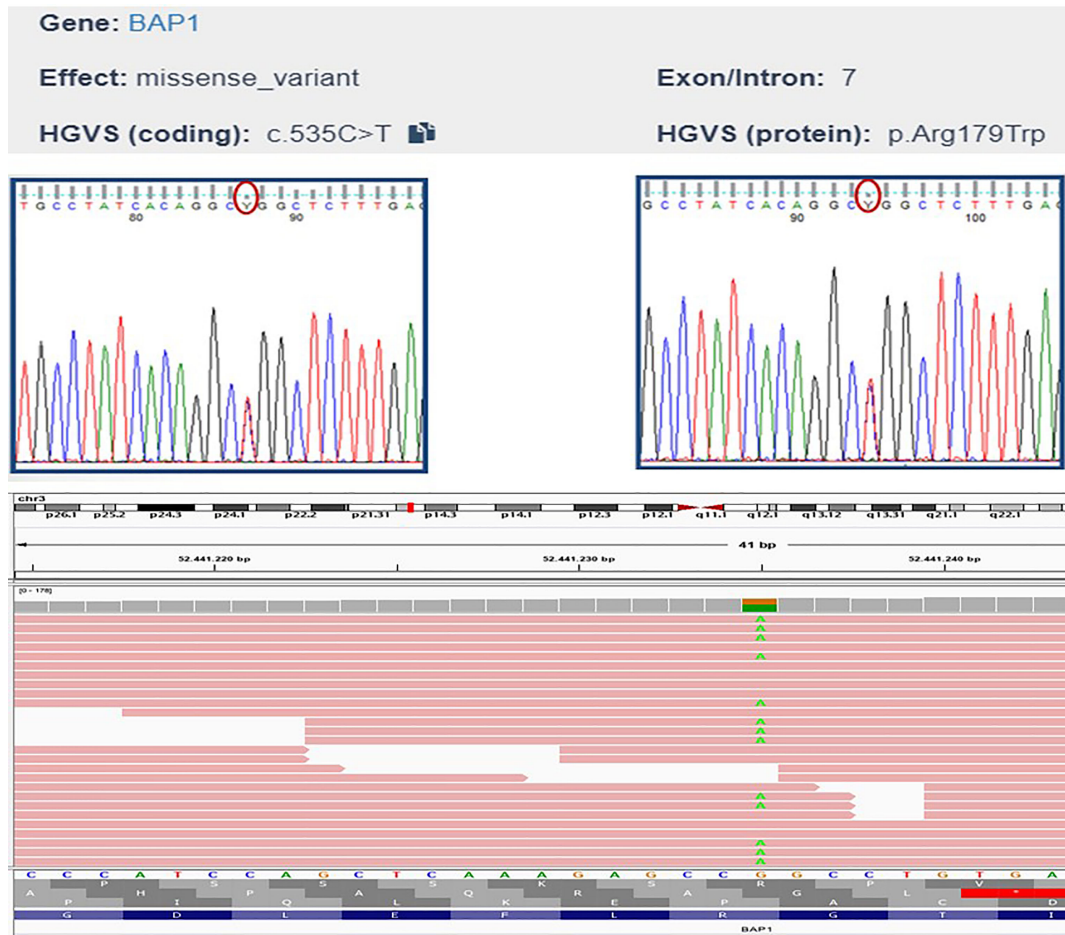 Gene: BAP1
Effect: missense_variant
Exon/Intron: 7
HGVS (coding): c.535C>T
HGVS (protein): p.Arg179Trp
TGCCTATCACAGGCYGGCTCTTTGA
80 90
GCCTATCACAGGCYGGCTCTTTGA
90 100
chr3
p26.1 p25.2 p24.3 p24.1 p22.2 p21.31 p14.3 p14.1 p12.3 p12.1 q11.1 q12.1 q13.12 q13.31 q21.1 q22.1
41 bp
52.441.220 bp 52.441.230 bp 52.441.240 bp
[0 - 178]
A
A
A
A
A
A
A
A
A
A
A
A
A
C C C A T C C A G C T C A A A G A G C C G G C C T G T G A
P S S S K S R P V
A H P A Q R A G L *
P I Q L K E P A C D
G D L E F L R G T I
BAP1